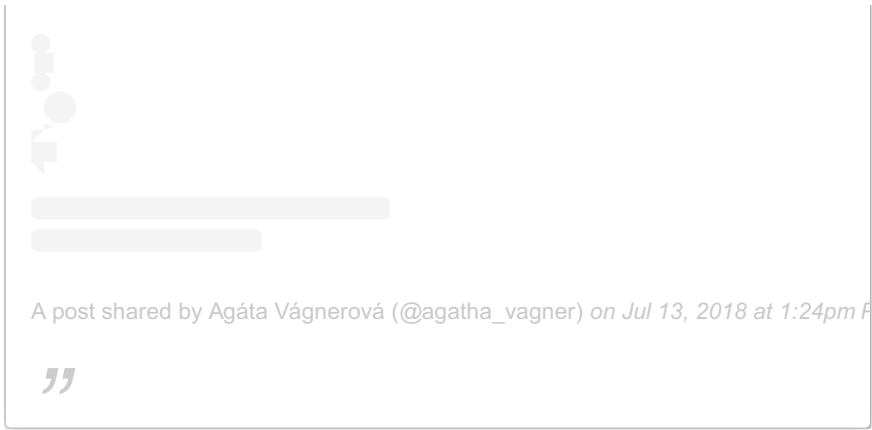 A post shared by Agáta Vágnerová (@agatha_vagner) on Jul 13, 2018 at 1:24pm
”